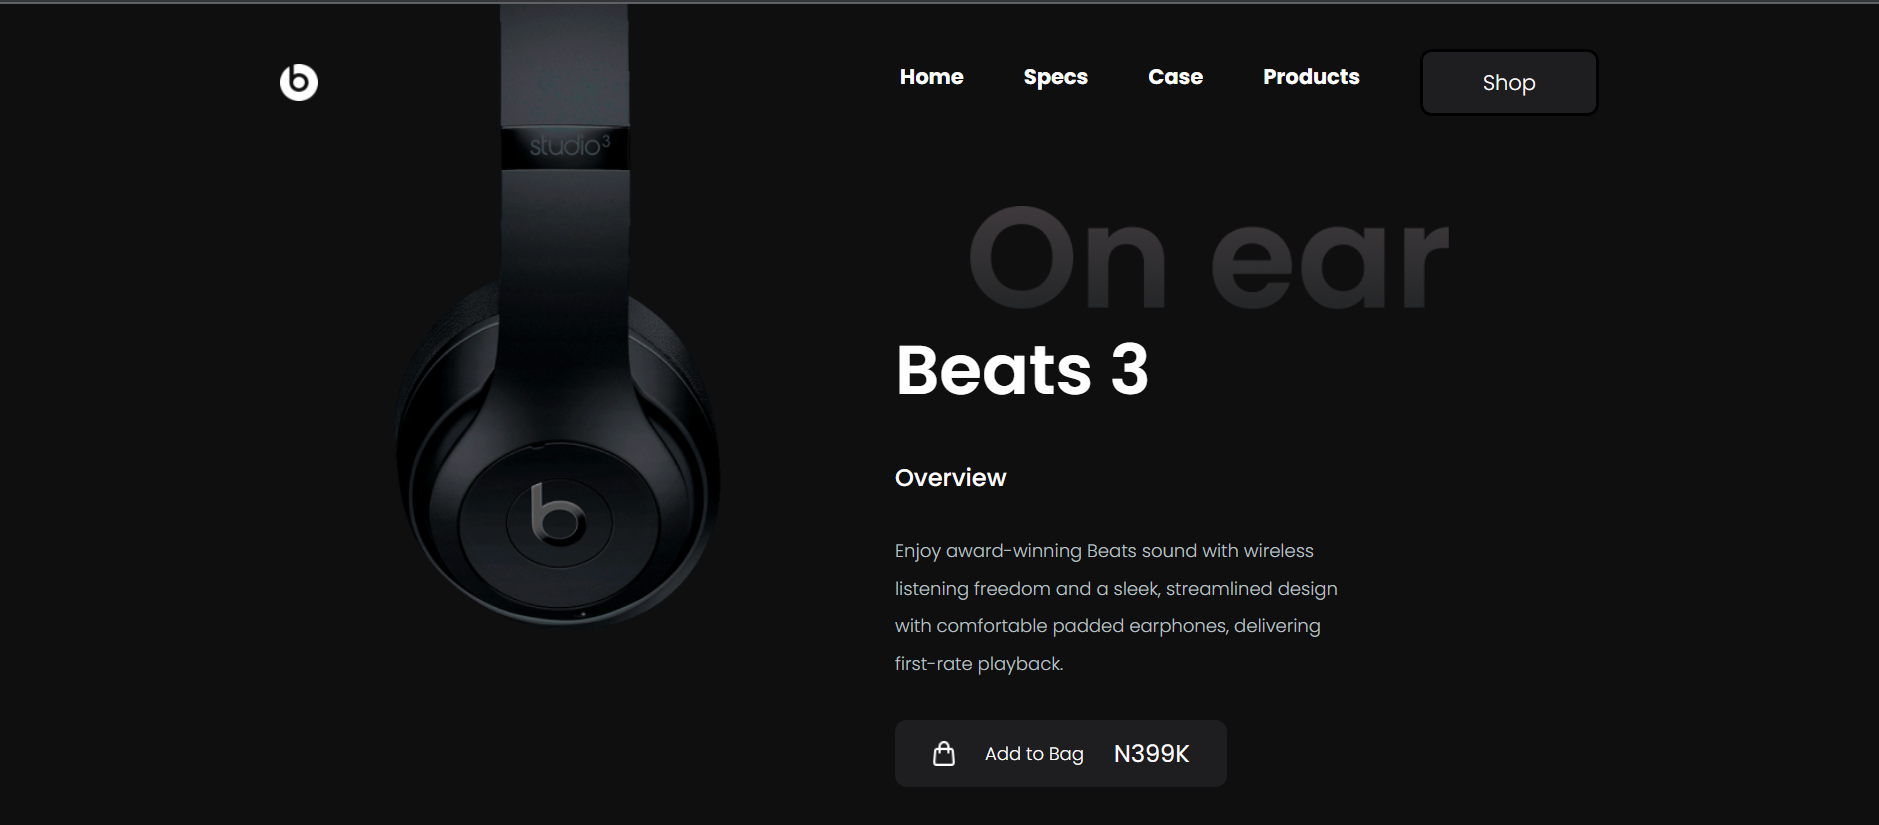 b
Home Specs Case Products Shop
studio3
On ear
Beats 3
b
Overview
Enjoy award-winning Beats sound with wireless
listening freedom and a sleek, streamlined design
with comfortable padded earphones, delivering
first-rate playback.
Add to Bag N399K